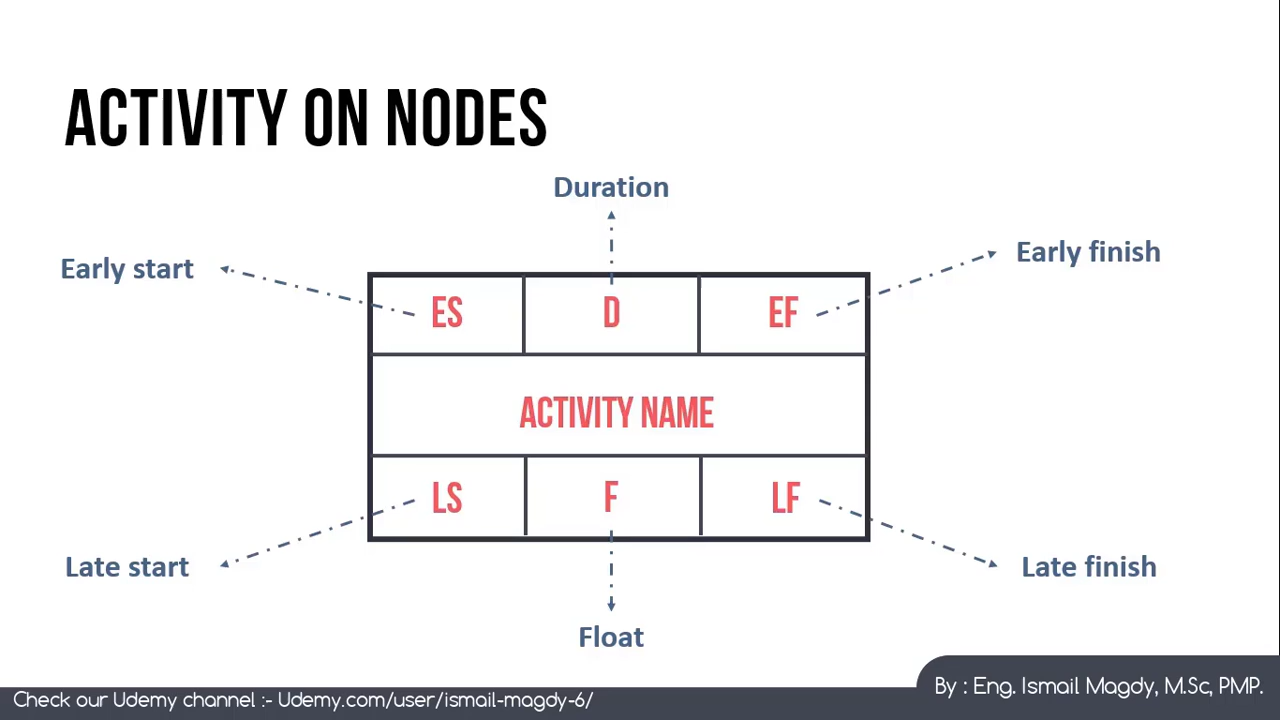 ACTIVITY ON NODES
Duration
Early start
Early finish
ES
D
EF
ACTIVITY NAME
LS
F
LF
Late start
Late finish
Float
Check our Udemy channel :- Udemy.com/user/ismail-magdy-6/
By : Eng. Ismail Magdy, M.Sc, PMP.